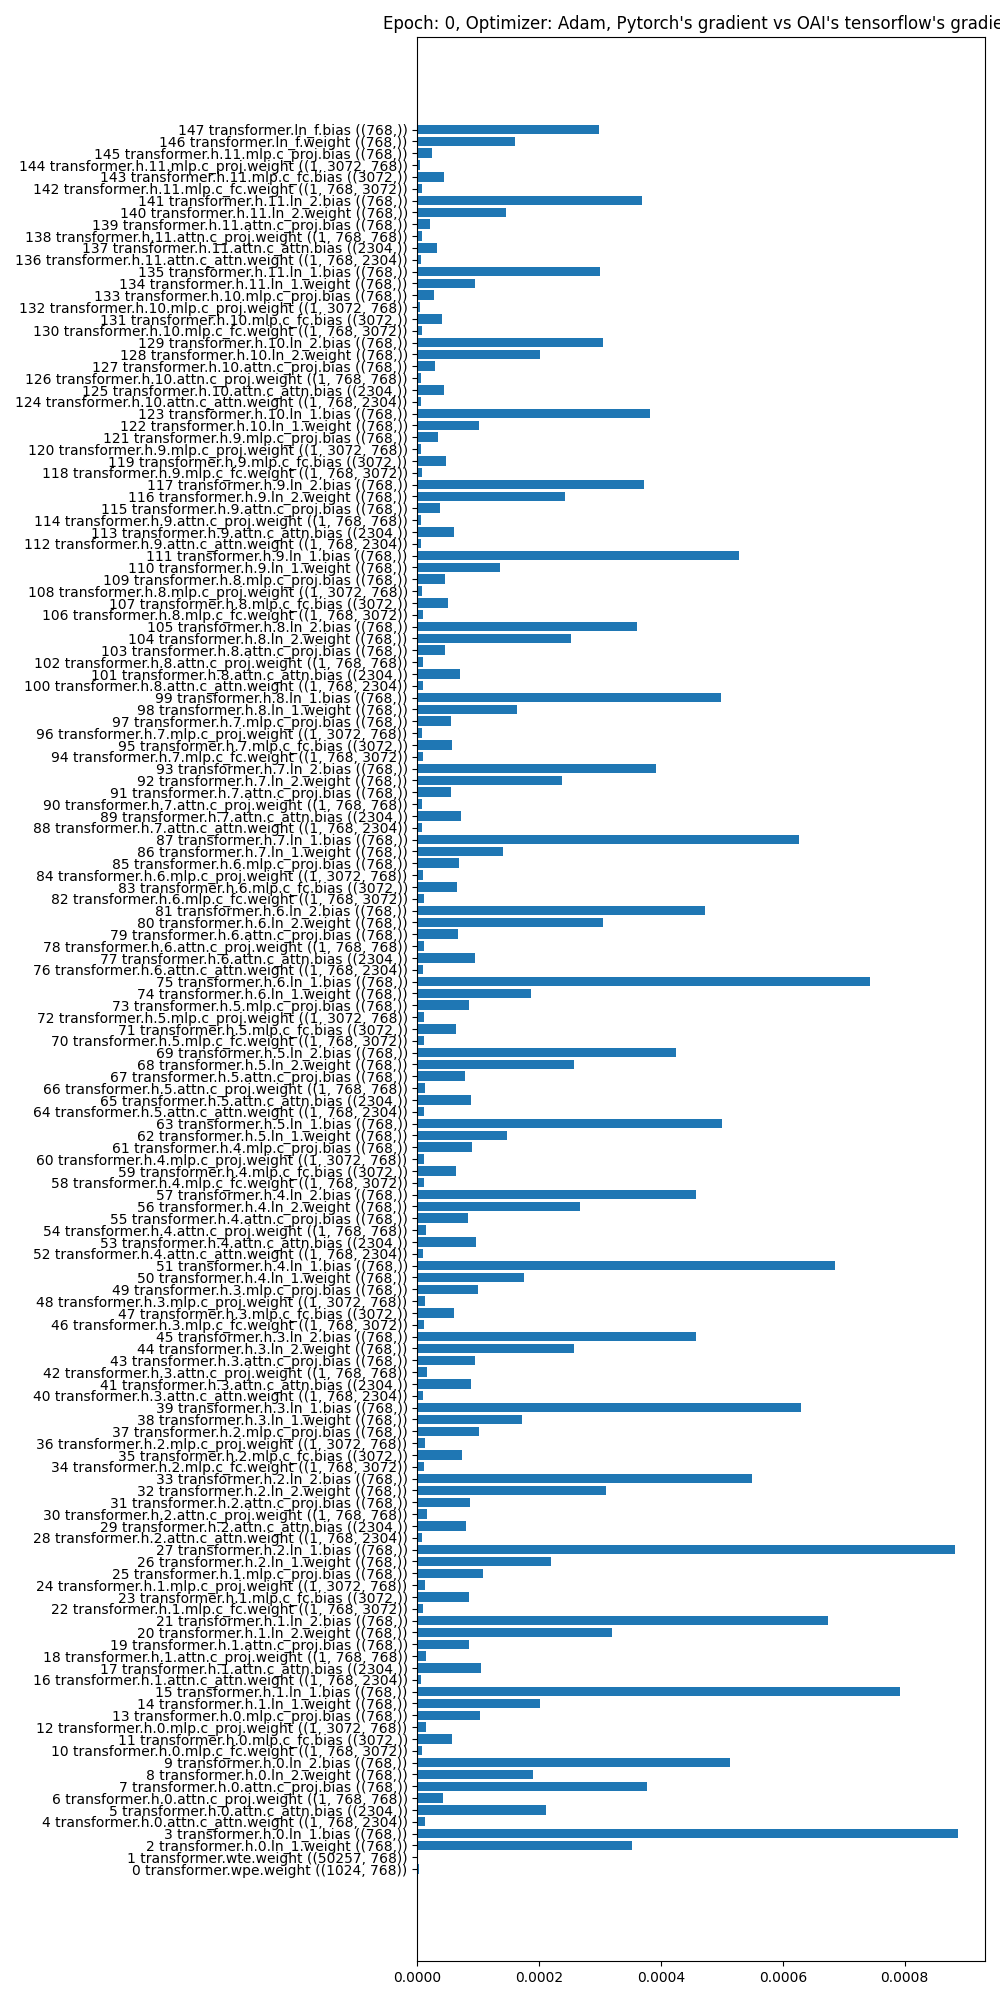 Epoch: 0, Optimizer: Adam, Pytorch's gradient vs OAI's tensorflow's gradie
147 transformer.ln_f.bias ((768,))
146 transformer.ln_f.weight ((768,))
145 transformer.h.11.mlp.c_proj.bias ((768,))
144 transformer.h.11.mlp.c_proj.weight ((1, 3072, 768))
143 transformer.h.11.mlp.c_fc.bias ((3072,))
142 transformer.h.11.mlp.c_fc.weight ((1, 768, 3072))
141 transformer.h.11.ln_2.bias ((768,))
140 transformer.h.11.ln_2.weight ((768,))
139 transformer.h.11.attn.c_proj.bias ((768,))
138 transformer.h.11.attn.c_proj.weight ((1, 768, 768))
137 transformer.h.11.attn.c_attn.bias ((2304,))
136 transformer.h.11.attn.c_attn.weight ((1, 768, 2304))
135 transformer.h.11.ln_1.bias ((768,))
134 transformer.h.11.ln_1.weight ((768,))
133 transformer.h.10.mlp.c_proj.bias ((768,))
132 transformer.h.10.mlp.c_proj.weight ((1, 3072, 768))
131 transformer.h.10.mlp.c_fc.bias ((3072,))
130 transformer.h.10.mlp.c_fc.weight ((1, 768, 3072))
129 transformer.h.10.ln_2.bias ((768,))
128 transformer.h.10.ln_2.weight ((768,))
127 transformer.h.10.attn.c_proj.bias ((768,))
126 transformer.h.10.attn.c_proj.weight ((1, 768, 768))
125 transformer.h.10.attn.c_attn.bias ((2304,))
124 transformer.h.10.attn.c_attn.weight ((1, 768, 2304))
123 transformer.h.10.ln_1.bias ((768,))
122 transformer.h.10.ln_1.weight ((768,))
121 transformer.h.9.mlp.c_proj.bias ((768,))
120 transformer.h.9.mlp.c_proj.weight ((1, 3072, 768))
119 transformer.h.9.mlp.c_fc.bias ((3072,))
118 transformer.h.9.mlp.c_fc.weight ((1, 768, 3072))
117 transformer.h.9.ln_2.bias ((768,))
116 transformer.h.9.ln_2.weight ((768,))
115 transformer.h.9.attn.c_proj.bias ((768,))
114 transformer.h.9.attn.c_proj.weight ((1, 768, 768))
113 transformer.h.9.attn.c_attn.bias ((2304,))
112 transformer.h.9.attn.c_attn.weight ((1, 768, 2304))
111 transformer.h.9.ln_1.bias ((768,))
110 transformer.h.9.ln_1.weight ((768,))
109 transformer.h.8.mlp.c_proj.bias ((768,))
108 transformer.h.8.mlp.c_proj.weight ((1, 3072, 768))
107 transformer.h.8.mlp.c_fc.bias ((3072,))
106 transformer.h.8.mlp.c_fc.weight ((1, 768, 3072))
105 transformer.h.8.ln_2.bias ((768,))
104 transformer.h.8.ln_2.weight ((768,))
103 transformer.h.8.attn.c_proj.bias ((768,))
102 transformer.h.8.attn.c_proj.weight ((1, 768, 768))
101 transformer.h.8.attn.c_attn.bias ((2304,))
100 transformer.h.8.attn.c_attn.weight ((1, 768, 2304))
99 transformer.h.8.ln_1.bias ((768,))
98 transformer.h.8.ln_1.weight ((768,))
97 transformer.h.7.mlp.c_proj.bias ((768,))
96 transformer.h.7.mlp.c_proj.weight ((1, 3072, 768))
95 transformer.h.7.mlp.c_fc.bias ((3072,))
94 transformer.h.7.mlp.c_fc.weight ((1, 768, 3072))
93 transformer.h.7.ln_2.bias ((768,))
92 transformer.h.7.ln_2.weight ((768,))
91 transformer.h.7.attn.c_proj.bias ((768,))
90 transformer.h.7.attn.c_proj.weight ((1, 768, 768))
89 transformer.h.7.attn.c_attn.bias ((2304,))
88 transformer.h.7.attn.c_attn.weight ((1, 768, 2304))
87 transformer.h.7.ln_1.bias ((768,))
86 transformer.h.7.ln_1.weight ((768,))
85 transformer.h.6.mlp.c_proj.bias ((768,))
84 transformer.h.6.mlp.c_proj.weight ((1, 3072, 768))
83 transformer.h.6.mlp.c_fc.bias ((3072,))
82 transformer.h.6.mlp.c_fc.weight ((1, 768, 3072))
81 transformer.h.6.ln_2.bias ((768,))
80 transformer.h.6.ln_2.weight ((768,))
79 transformer.h.6.attn.c_proj.bias ((768,))
78 transformer.h.6.attn.c_proj.weight ((1, 768, 768))
77 transformer.h.6.attn.c_attn.bias ((2304,))
76 transformer.h.6.attn.c_attn.weight ((1, 768, 2304))
75 transformer.h.6.ln_1.bias ((768,))
74 transformer.h.6.ln_1.weight ((768,))
73 transformer.h.5.mlp.c_proj.bias ((768,))
72 transformer.h.5.mlp.c_proj.weight ((1, 3072, 768))
71 transformer.h.5.mlp.c_fc.bias ((3072,))
70 transformer.h.5.mlp.c_fc.weight ((1, 768, 3072))
69 transformer.h.5.ln_2.bias ((768,))
68 transformer.h.5.ln_2.weight ((768,))
67 transformer.h.5.attn.c_proj.bias ((768,))
66 transformer.h.5.attn.c_proj.weight ((1, 768, 768))
65 transformer.h.5.attn.c_attn.bias ((2304,))
64 transformer.h.5.attn.c_attn.weight ((1, 768, 2304))
63 transformer.h.5.ln_1.bias ((768,))
62 transformer.h.5.ln_1.weight ((768,))
61 transformer.h.4.mlp.c_proj.bias ((768,))
60 transformer.h.4.mlp.c_proj.weight ((1, 3072, 768))
59 transformer.h.4.mlp.c_fc.bias ((3072,))
58 transformer.h.4.mlp.c_fc.weight ((1, 768, 3072))
57 transformer.h.4.ln_2.bias ((768,))
56 transformer.h.4.ln_2.weight ((768,))
55 transformer.h.4.attn.c_proj.bias ((768,))
54 transformer.h.4.attn.c_proj.weight ((1, 768, 768))
53 transformer.h.4.attn.c_attn.bias ((2304,))
52 transformer.h.4.attn.c_attn.weight ((1, 768, 2304))
51 transformer.h.4.ln_1.bias ((768,))
50 transformer.h.4.ln_1.weight ((768,))
49 transformer.h.3.mlp.c_proj.bias ((768,))
48 transformer.h.3.mlp.c_proj.weight ((1, 3072, 768))
47 transformer.h.3.mlp.c_fc.bias ((3072,))
46 transformer.h.3.mlp.c_fc.weight ((1, 768, 3072))
45 transformer.h.3.ln_2.bias ((768,))
44 transformer.h.3.ln_2.weight ((768,))
43 transformer.h.3.attn.c_proj.bias ((768,))
42 transformer.h.3.attn.c_proj.weight ((1, 768, 768))
41 transformer.h.3.attn.c_attn.bias ((2304,))
40 transformer.h.3.attn.c_attn.weight ((1, 768, 2304))
39 transformer.h.3.ln_1.bias ((768,))
38 transformer.h.3.ln_1.weight ((768,))
37 transformer.h.2.mlp.c_proj.bias ((768,))
36 transformer.h.2.mlp.c_proj.weight ((1, 3072, 768))
35 transformer.h.2.mlp.c_fc.bias ((3072,))
34 transformer.h.2.mlp.c_fc.weight ((1, 768, 3072))
33 transformer.h.2.ln_2.bias ((768,))
32 transformer.h.2.ln_2.weight ((768,))
31 transformer.h.2.attn.c_proj.bias ((768,))
30 transformer.h.2.attn.c_proj.weight ((1, 768, 768))
29 transformer.h.2.attn.c_attn.bias ((2304,))
28 transformer.h.2.attn.c_attn.weight ((1, 768, 2304))
27 transformer.h.2.ln_1.bias ((768,))
26 transformer.h.2.ln_1.weight ((768,))
25 transformer.h.1.mlp.c_proj.bias ((768,))
24 transformer.h.1.mlp.c_proj.weight ((1, 3072, 768))
23 transformer.h.1.mlp.c_fc.bias ((3072,))
22 transformer.h.1.mlp.c_fc.weight ((1, 768, 3072))
21 transformer.h.1.ln_2.bias ((768,))
20 transformer.h.1.ln_2.weight ((768,))
19 transformer.h.1.attn.c_proj.bias ((768,))
18 transformer.h.1.attn.c_proj.weight ((1, 768, 768))
17 transformer.h.1.attn.c_attn.bias ((2304,))
16 transformer.h.1.attn.c_attn.weight ((1, 768, 2304))
15 transformer.h.1.ln_1.bias ((768,))
14 transformer.h.1.ln_1.weight ((768,))
13 transformer.h.0.mlp.c_proj.bias ((768,))
12 transformer.h.0.mlp.c_proj.weight ((1, 3072, 768))
11 transformer.h.0.mlp.c_fc.bias ((3072,))
10 transformer.h.0.mlp.c_fc.weight ((1, 768, 3072))
9 transformer.h.0.ln_2.bias ((768,))
8 transformer.h.0.ln_2.weight ((768,))
7 transformer.h.0.attn.c_proj.bias ((768,))
6 transformer.h.0.attn.c_proj.weight ((1, 768, 768))
5 transformer.h.0.attn.c_attn.bias ((2304,))
4 transformer.h.0.attn.c_attn.weight ((1, 768, 2304))
3 transformer.h.0.ln_1.bias ((768,))
2 transformer.h.0.ln_1.weight ((768,))
1 transformer.wte.weight ((50257, 768))
0 transformer.wpe.weight ((1024, 768))
0.0000 0.0002 0.0004 0.0006 0.0008